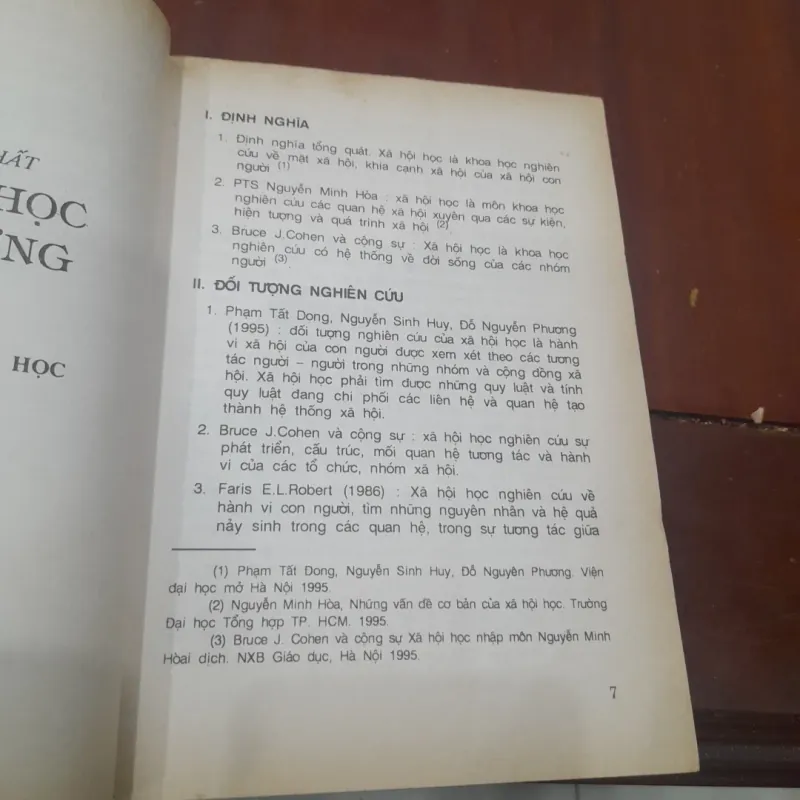 HẤT
HỌC
HỌC
I. ĐỊNH NGHĨA
1. Định nghĩa tổng quát. Xã hội học là khoa học nghiên
cứu về mặt xã hội, khía cạnh xã hội của xã hội con
người (1)
2. PTS Nguyễn Minh Hòa : xã hội học là môn khoa học
nghiên cứu các quan hệ xã hội xuyên qua các sự kiện,
hiện tượng và quá trình xã hội (2).
3. Bruce J.Cohen và cộng sự : Xã hội học là khoa học
nghiên cứu có hệ thống về đời sống của các nhóm
người (3)
II. ĐỐI TƯỢNG NGHIÊN CỨU
1. Phạm Tất Dong, Nguyễn Sinh Huy, Đỗ Nguyên Phương
(1995) : đối tượng nghiên cứu của xã hội học là hành
vi xã hội của con người được xem xét theo các tương
tác người – người trong những nhóm và cộng đồng xã
hội. Xã hội học phải tìm được những quy luật và tính
quy luật đang chi phối các liên hệ và quan hệ tạo
thành hệ thống xã hội.
2. Bruce J.Cohen và cộng sự : xã hội học nghiên cứu sự
phát triển, cấu trúc, mối quan hệ tương tác và hành
vi của các tổ chức, nhóm xã hội.
3. Faris E.L.Robert (1986) : Xã hội học nghiên cứu về
hành vi con người, tìm những nguyên nhân và hệ quả
nảy sinh trong các quan hệ, trong sự tương tác giữa
(1) Phạm Tất Đong, Nguyễn Sinh Huy, Đỗ Nguyên Phương. Viện
đại học mở Hà Nội 1995.
(2) Nguyễn Minh Hòa, Những vấn đề cơ bản của xã hội học. Trường
Đại học Tổng hợp TP. HCM. 1995.
(3) Bruce J. Cohen và cộng sự Xã hội học nhập môn Nguyễn Minh
Hòai dịch. NXB Giáo dục, Hà Nội 1995.
7